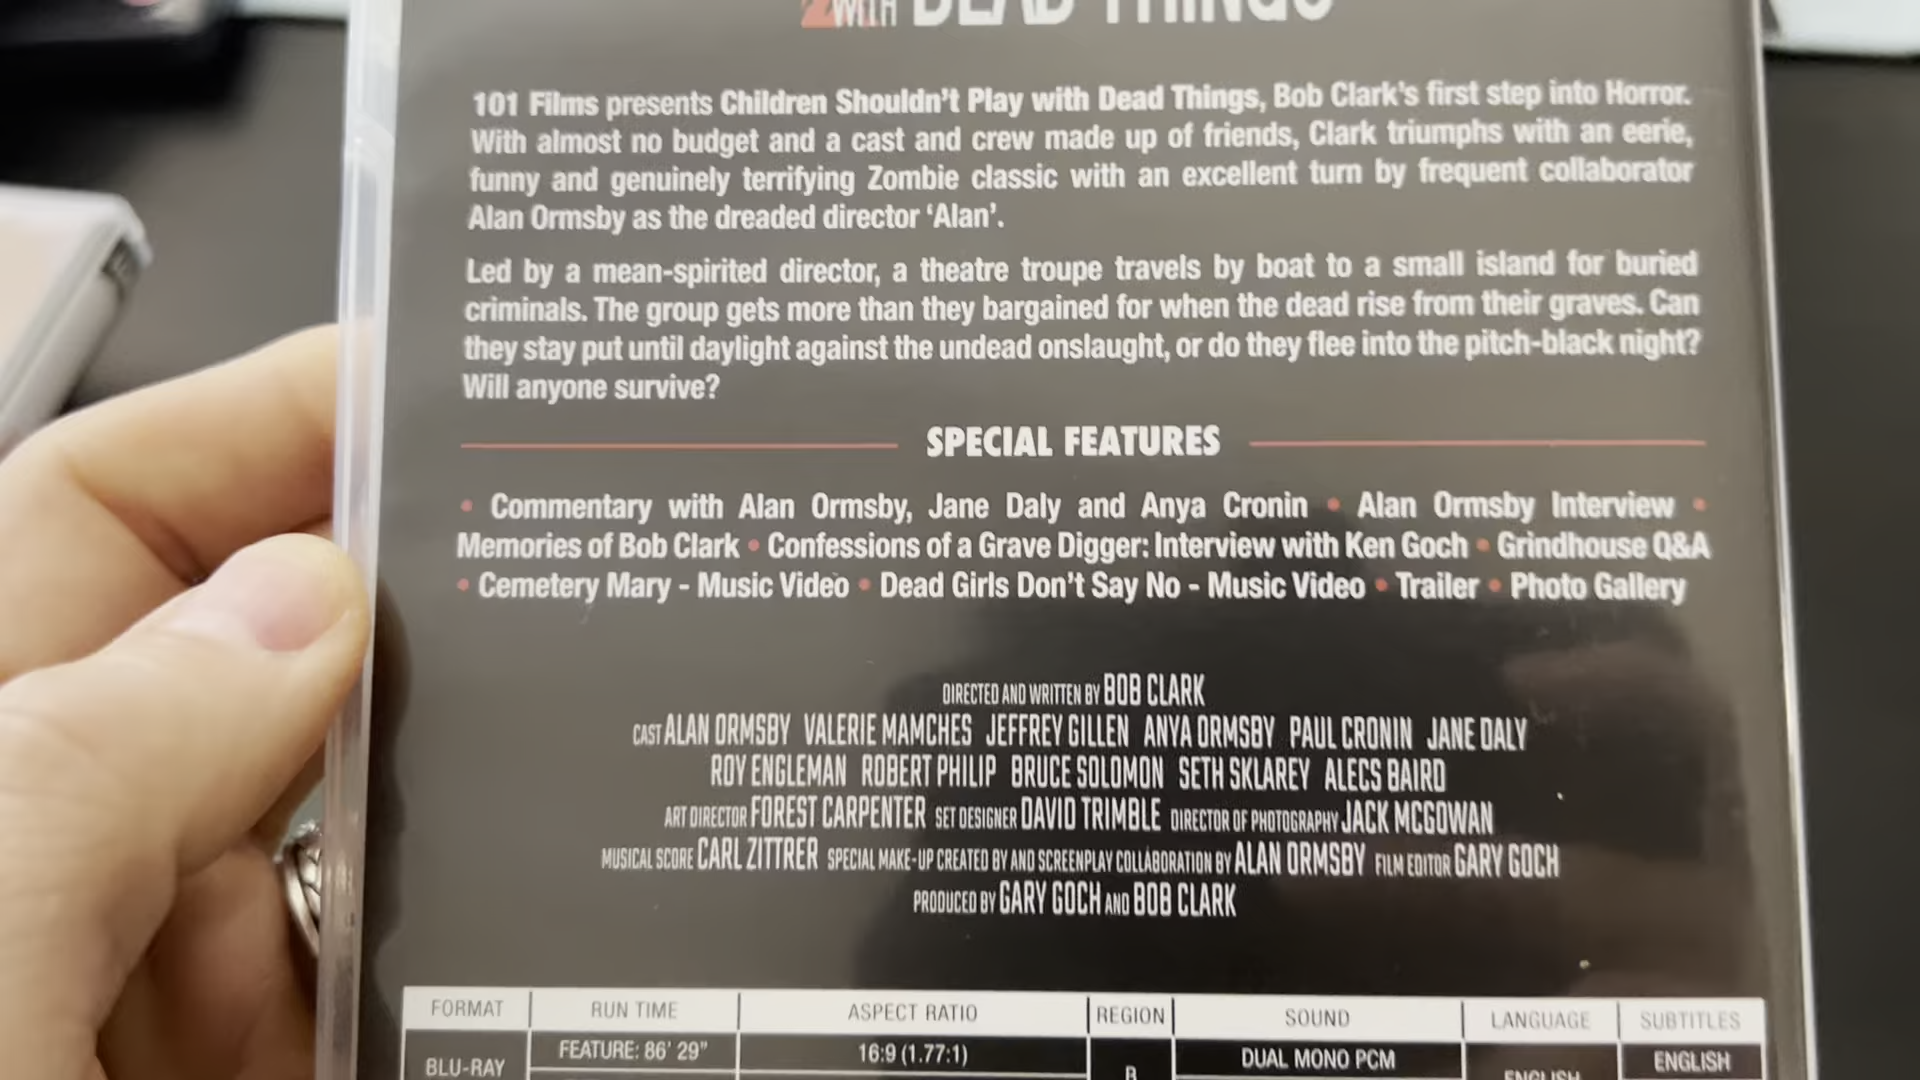 WITH DEAD THINGS
101 Films presents Children Shouldn't Play with Dead Things, Bob Clark's first step into Horror.
With almost no budget and a cast and crew made up of friends, Clark triumphs with an eerie,
funny and genuinely terrifying Zombie classic with an excellent turn by frequent collaborator
Alan Ormsby as the dreaded director ‘Alan’.
Led by a mean-spirited director, a theatre troupe travels by boat to a small island for buried
criminals. The group gets more than they bargained for when the dead rise from their graves. Can
they stay put until daylight against the undead onslaught, or do they flee into the pitch-black night?
Will anyone survive?
SPECIAL FEATURES
• Commentary with Alan Ormsby, Jane Daly and Anya Cronin • Alan Ormsby Interview •
Memories of Bob Clark • Confessions of a Grave Digger: Interview with Ken Goch • Grindhouse Q&A
• Cemetery Mary - Music Video • Dead Girls Don't Say No - Music Video • Trailer • Photo Gallery
DIRECTED AND WRITTEN BY BOB CLARK
CAST ALAN ORMSBY VALERIE MAMCHES JEFFREY GILLEN ANYA ORMSBY PAUL CRONIN JANE DALY
ROY ENGLEMAN ROBERT PHILIP BRUCE SOLOMON SETH SKLAREY ALECS BAIRD
ART DIRECTOR FOREST CARPENTER SET DESIGNER DAVID TRIMBLE DIRECTOR OF PHOTOGRAPHY JACK MCGOWAN
MUSICAL SCORE CARL ZITTRER SPECIAL MAKE-UP CREATED BY AND SCREENPLAY COLLABORATION BY ALAN ORMSBY FILM EDITOR GARY GOCH
PRODUCED BY GARY GOCH AND BOB CLARK
FORMAT RUN TIME ASPECT RATIO REGION SOUND LANGUAGE SUBTITLES
BLU-RAY FEATURE: 86' 29" 16:9 (1.77:1) B DUAL MONO PCM ENGLISH ENGLISH